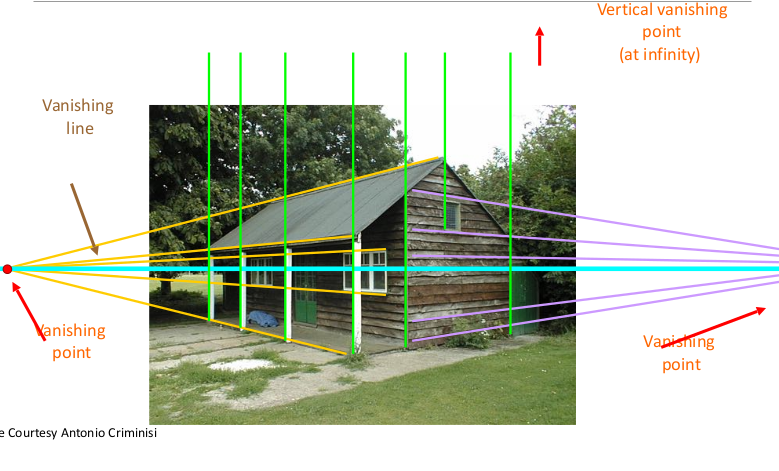 Vertical vanishing
point
(at infinity)
Vanishing
line
Vanishing
point
Vanishing
point
e Courtesy Antonio Criminisi